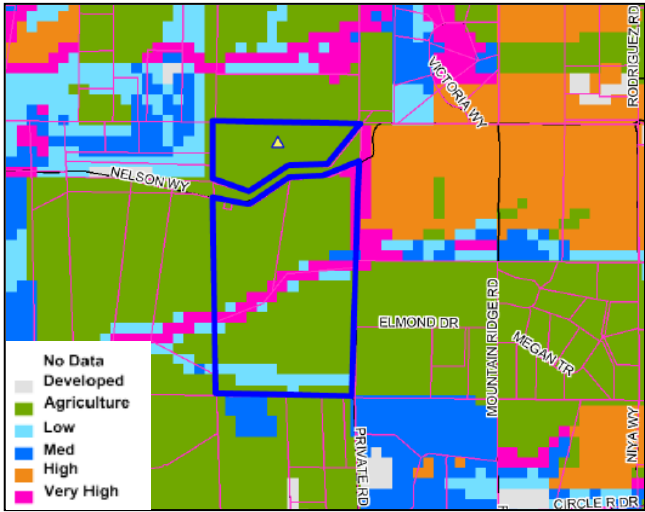 RODRIGUEZ RD
VICTORIA WY
NELSON WY
ELMOND DR
MOUNTAIN RIDGE RD
MEGAN TR
No Data
Developed
Agriculture
Low
Med
High
Very High
PRIVATE RD
NIYA WY
CIRCLE R DR